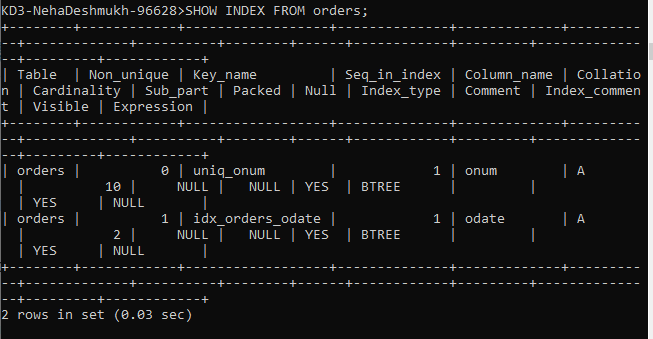 KD3-NehaDeshmukh-96628>SHOW INDEX FROM orders;
+--------+------------+------------------+--------------+-------------+---------
--+-------------+----------+--------+------+------------+---------+-------------
--+---------+------------+
| Table  | Non_unique | Key_name         | Seq_in_index | Column_name | Collatio
n | Cardinality | Sub_part | Packed | Null | Index_type | Comment | Index_commen
t | Visible | Expression |
+--------+------------+------------------+--------------+-------------+---------
--+-------------+----------+--------+------+------------+---------+-------------
--+---------+------------+
| orders |          0 | uniq_onum        |            1 | onum        | A
  |          10 |     NULL |   NULL | YES  | BTREE      |         |
  | YES     | NULL       |
| orders |          1 | idx_orders_odate |            1 | odate       | A
  |           2 |     NULL |   NULL | YES  | BTREE      |         |
  | YES     | NULL       |
+--------+------------+------------------+--------------+-------------+---------
--+-------------+----------+--------+------+------------+---------+-------------
--+---------+------------+
2 rows in set (0.03 sec)